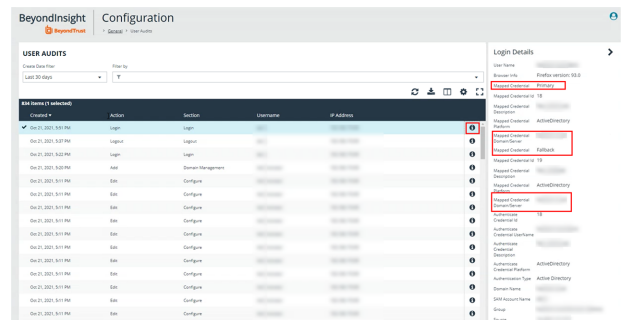 BeyondInsight
BeyondTrust
Configuration
General > User Audits
USER AUDITS
Create Date Filter
Filter by
Last 30 days
834 items (1 selected)
Created
Action
Section
Username
IP Address
Oct 21, 2021, 5:51 PM Login Login
Oct 21, 2021, 5:37 PM Logout Logout
Oct 21, 2021, 5:22 PM Login Login
Oct 21, 2021, 5:20 PM Add Domain Management
Oct 21, 2021, 5:11 PM Edit Configure
Oct 21, 2021, 5:11 PM Edit Configure
Oct 21, 2021, 5:11 PM Edit Configure
Oct 21, 2021, 5:11 PM Edit Configure
Oct 21, 2021, 5:11 PM Edit Configure
Oct 21, 2021, 5:11 PM Edit Configure
Oct 21, 2021, 5:11 PM Edit Configure
Oct 21, 2021, 5:11 PM Edit Configure
Oct 21, 2021, 5:11 PM Edit Configure
Oct 21, 2021, 5:11 PM Edit Configure
Login Details
User Name
Browser Info Firefox version: 93.0
Mapped Credential Primary
Mapped Credential Id 18
Mapped Credential
Description
Mapped Credential ActiveDirectory
Platform
Mapped Credential
Domain/Server
Mapped Credential Fallback
Mapped Credential Id 19
Mapped Credential
Description
Mapped Credential ActiveDirectory
Platform
Mapped Credential
Domain/Server
Authenticate 18
Credential Id
Authenticate
Credential UserName
Authenticate
Credential
Description
Authenticate ActiveDirectory
Credential Platform
Authentication Type Active Directory
Domain Name
SAM Account Name
Group